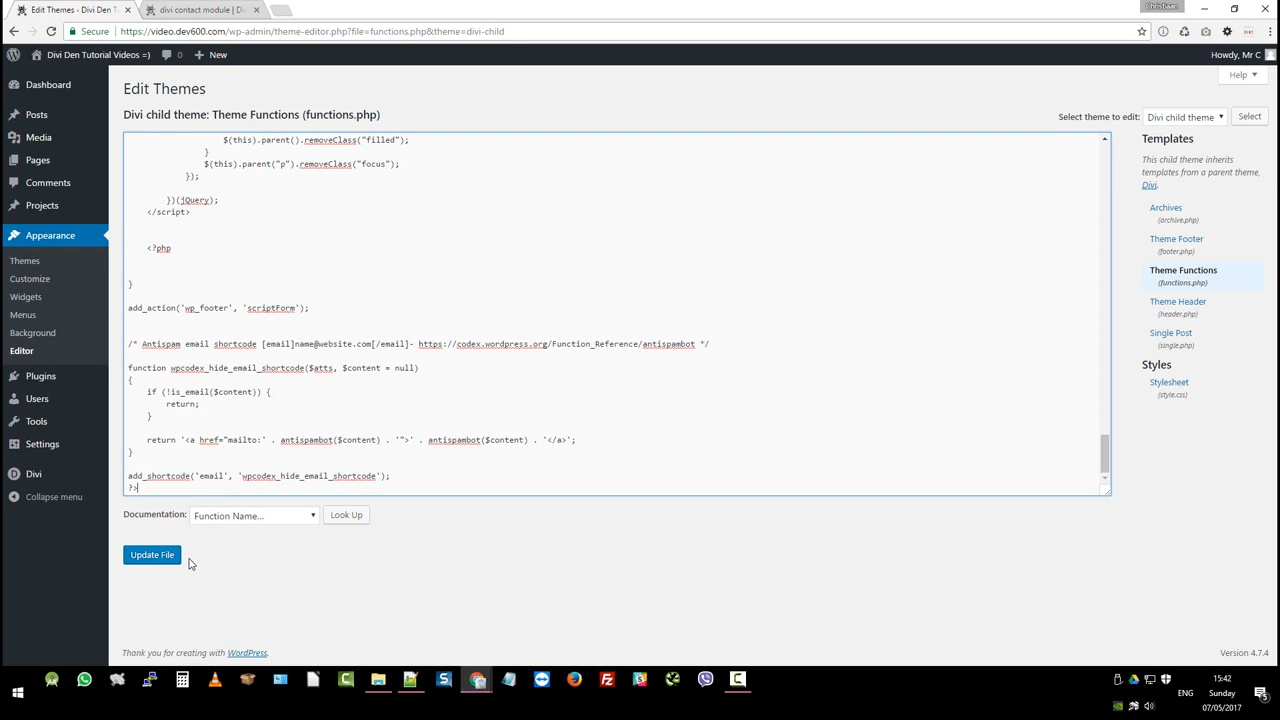 Edit Themes ‹ Divi Den T
divi contact module | Div
Christiaan
Secure
https://video.dev600.com/wp-admin/theme-editor.php?file=functions.php&theme=divi-child
Divi Den Tutorial Videos =)
0
New
Howdy, Mr C
Help
Dashboard
Posts
Media
Pages
Comments
Projects
Appearance
Themes
Customize
Widgets
Menus
Background
Editor
Plugins
Users
Tools
Settings
Divi
Collapse menu
Edit Themes
Divi child theme: Theme Functions (functions.php)
Select theme to edit:
Divi child theme
Select
$(this).parent().removeClass("filled");
}
$(this).parent("p").removeClass("focus");
});
})(jQuery);
</script>
<?php
}
add_action('wp_footer', 'scriptForm');
/* Antispam email shortcode [email]name@website.com[/email]- https://codex.wordpress.org/Function_Reference/antispambot */
function wpcodex_hide_email_shortcode($atts, $content = null)
{
if (!is_email($content)) {
return;
}
return '<a href="mailto:' . antispambot($content) . '">' . antispambot($content) . '</a>';
}
add_shortcode('email', 'wpcodex_hide_email_shortcode');
?>
Templates
This child theme inherits
templates from a parent theme,
Divi.
Archives
(archive.php)
Theme Footer
(footer.php)
Theme Functions
(functions.php)
Theme Header
(header.php)
Single Post
(single.php)
Styles
Stylesheet
(style.css)
Documentation:
Function Name...
Look Up
Update File
Thank you for creating with WordPress.
Version 4.7.4
ENG
15:42
Sunday
07/05/2017
5